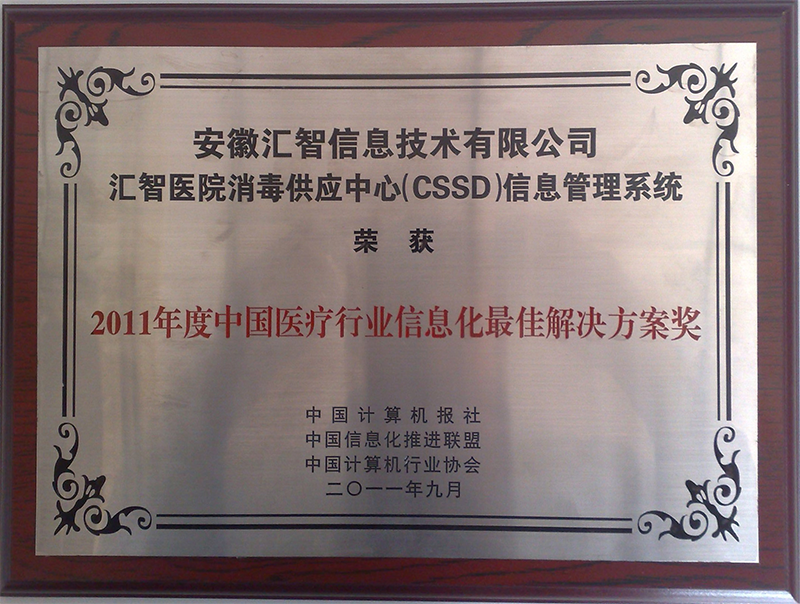 安徽汇智信息技术有限公司
汇智医院消毒供应中心(CSSD)信息管理系统
荣 获
2011年度中国医疗行业信息化最佳解决方案奖
中国计算机报社
中国信息化推进联盟
中国计算机行业协会
二〇一一年九月